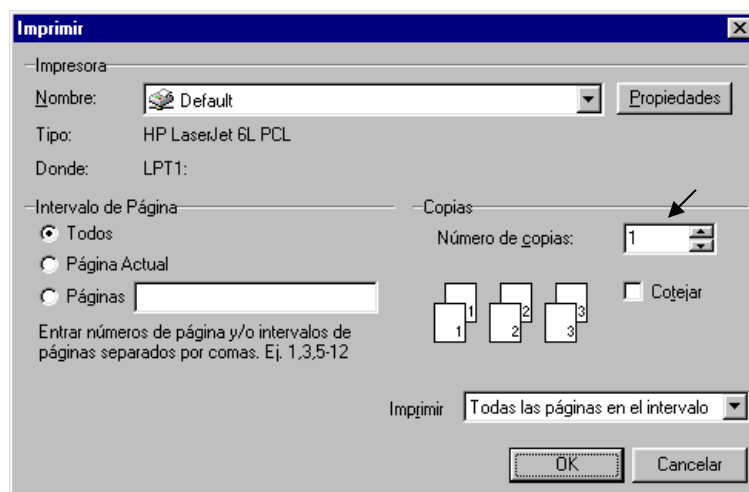 Imprimir
Impresora
Nombre: Default Propiedades
Tipo: HP LaserJet 6L PCL
Donde: LPT1:
Intervalo de Página
Todos
Página Actual
Páginas
Entrar números de página y/o intervalos de
páginas separados por comas. Ej. 1,3,5-12
Copias
Número de copias: 1
1 1 2 2 3 3
Cotejar
Imprimir Todas las páginas en el intervalo
OK Cancelar